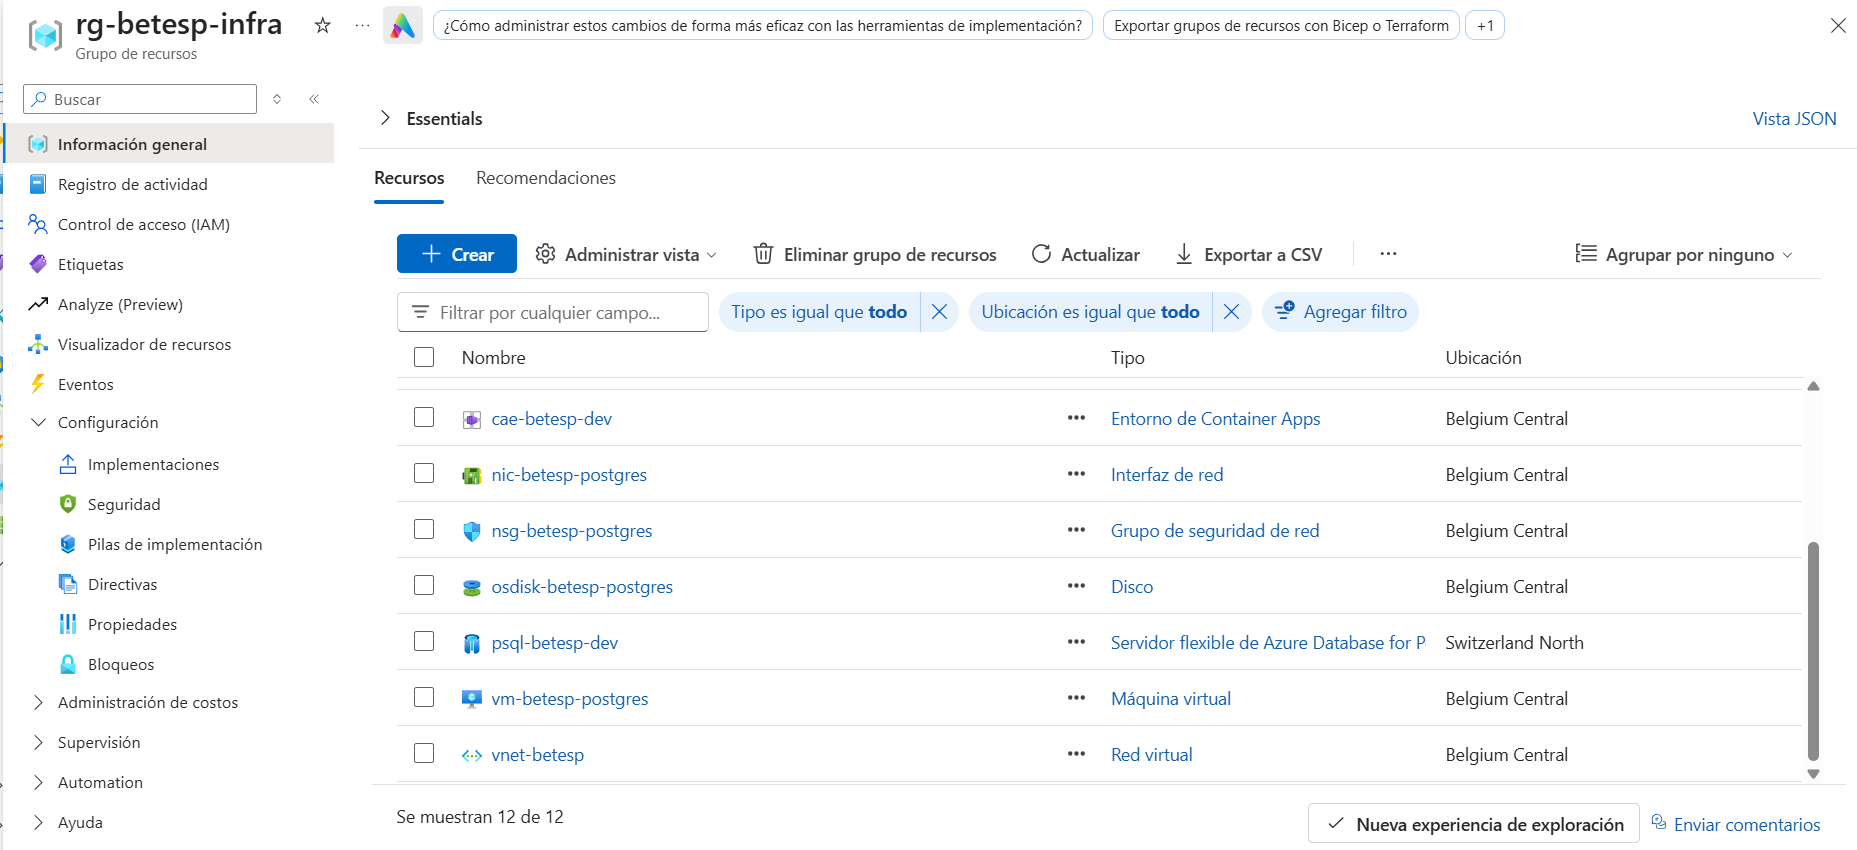 rg-betesp-infra
Grupo de recursos
¿Cómo administrar estos cambios de forma más eficaz con las herramientas de implementación?
Exportar grupos de recursos con Bicep o Terraform
+1
Buscar
Información general
Registro de actividad
Control de acceso (IAM)
Etiquetas
Analyze (Preview)
Visualizador de recursos
Eventos
Configuración
Implementaciones
Seguridad
Pilas de implementación
Directivas
Propiedades
Bloqueos
Administración de costos
Supervisión
Automation
Ayuda
Essentials
Vista JSON
Recursos
Recomendaciones
Crear
Administrar vista
Eliminar grupo de recursos
Actualizar
Exportar a CSV
Agrupar por ninguno
Filtrar por cualquier campo...
Tipo es igual que todo
Ubicación es igual que todo
Agregar filtro
Nombre Tipo Ubicación
cae-betesp-dev Entorno de Container Apps Belgium Central
nic-betesp-postgres Interfaz de red Belgium Central
nsg-betesp-postgres Grupo de seguridad de red Belgium Central
osdisk-betesp-postgres Disco Belgium Central
psql-betesp-dev Servidor flexible de Azure Database for P Switzerland North
vm-betesp-postgres Máquina virtual Belgium Central
vnet-betesp Red virtual Belgium Central
Se muestran 12 de 12
Nueva experiencia de exploración
Enviar comentarios